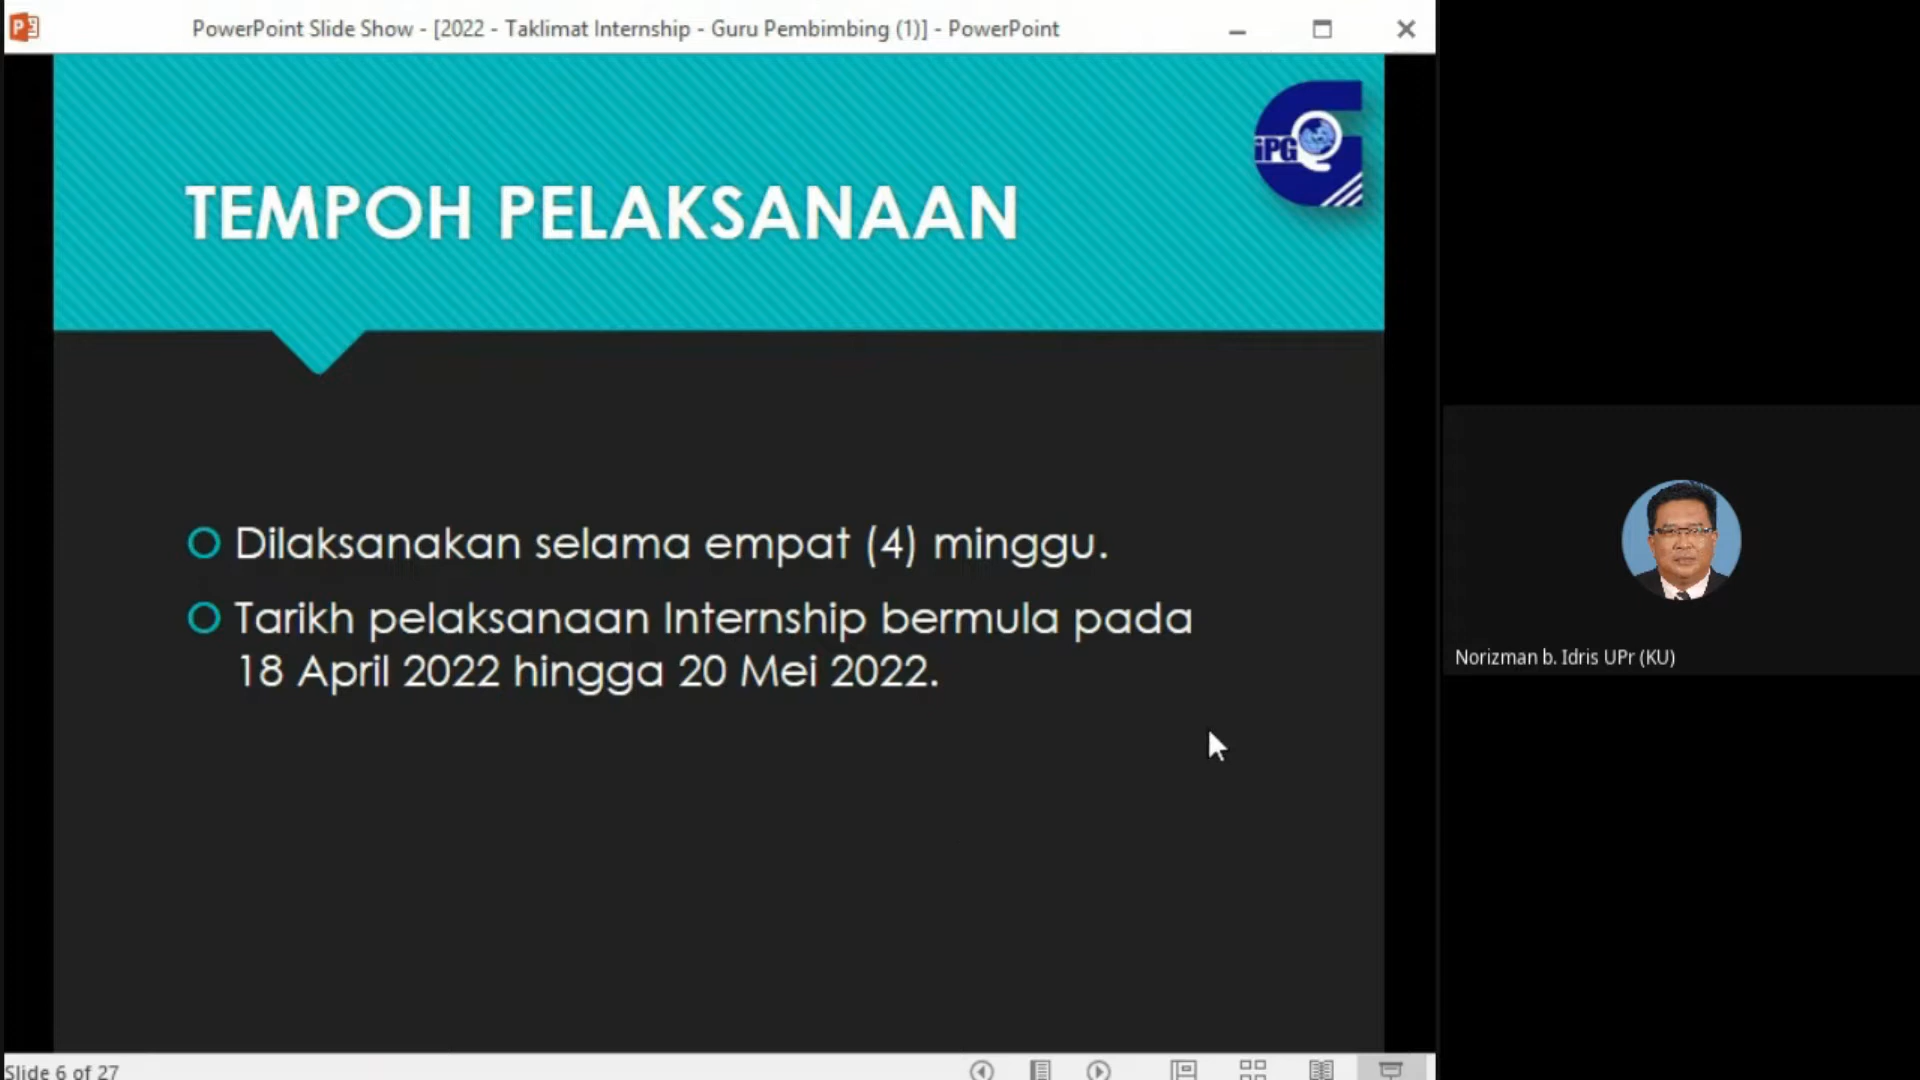 PowerPoint Slide Show - [2022 - Taklimat Internship - Guru Pembimbing (1)] - PowerPoint
iPG
TEMPOH PELAKSANAAN
Dilaksanakan selama empat (4) minggu.
Tarikh pelaksanaan Internship bermula pada
18 April 2022 hingga 20 Mei 2022.
Norizman b. Idris UPr (KU)
Slide 6 of 27